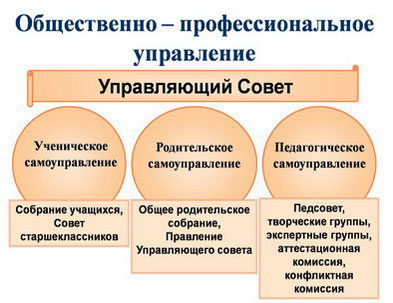 Общественно – профессиональное
управление
Управляющий Совет
Ученическое
самоуправление
Родительское
самоуправление
Педагогическое
самоуправление
Собрание учащихся,
Совет
старшеклассников
Общее родительское
собрание,
Правление
Управляющего совета
Педсовет,
творческие группы,
экспертные группы,
аттестационная
комиссия,
конфликтная
комиссия